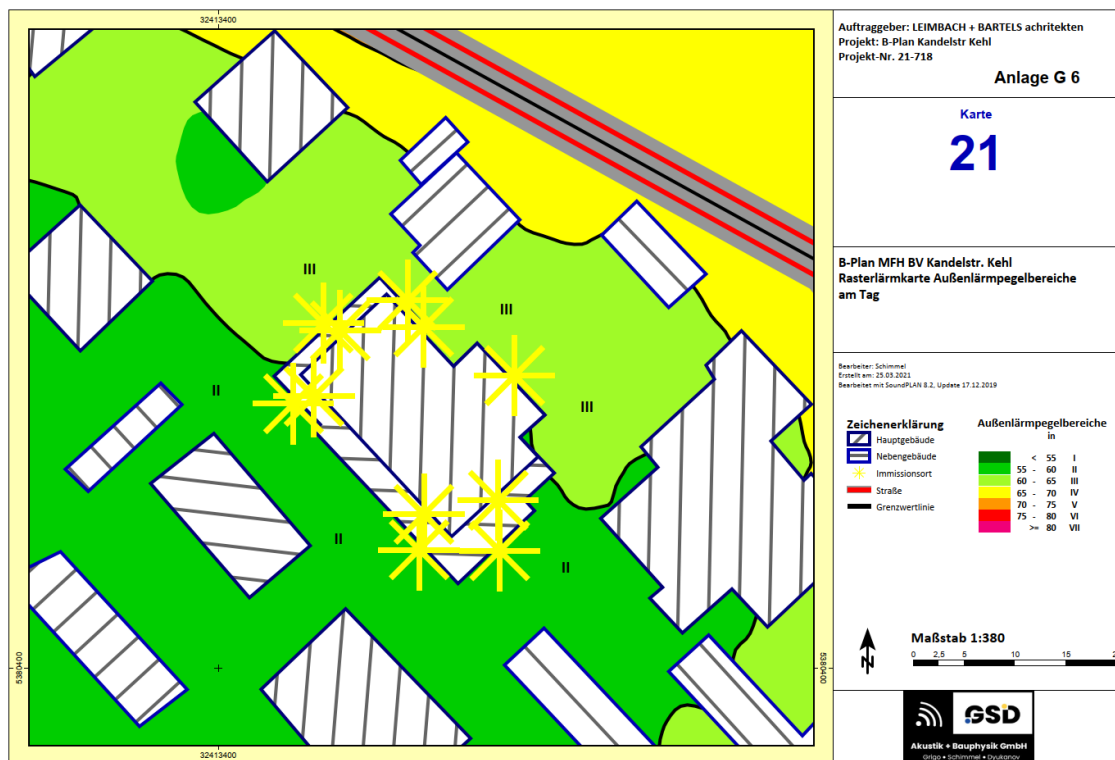 32413400
Auftraggeber: LEIMBACH + BARTELS achritekten
Projekt: B-Plan Kandelstr Kehl
Projekt-Nr. 21-718
Anlage G 6
Karte
21
B-Plan MFH BV Kandelstr. Kehl
Rasterlärmkarte Außenlärmpegelbereiche
am Tag
Bearbeiter: Schimmel
Erstellt am: 25.03.2021
Bearbeitet mit SoundPLAN 8.2, Update 17.12.2019
Zeichenerklärung
Hauptgebäude
Nebengebäude
Immissionsort
Straße
Grenzwertlinie
Außenlärmpegelbereiche
in
< 55 I
55 - 60 II
60 - 65 III
65 - 70 IV
70 - 75 V
75 - 80 VI
>= 80 VII
III
III
III
II
II
II
5380400
5380400
N
Maßstab 1:380
0 2,5 5 10 15 2
32413400
GSD
Akustik + Bauphysik GmbH
Grigo • Schimmel • Dyukanov